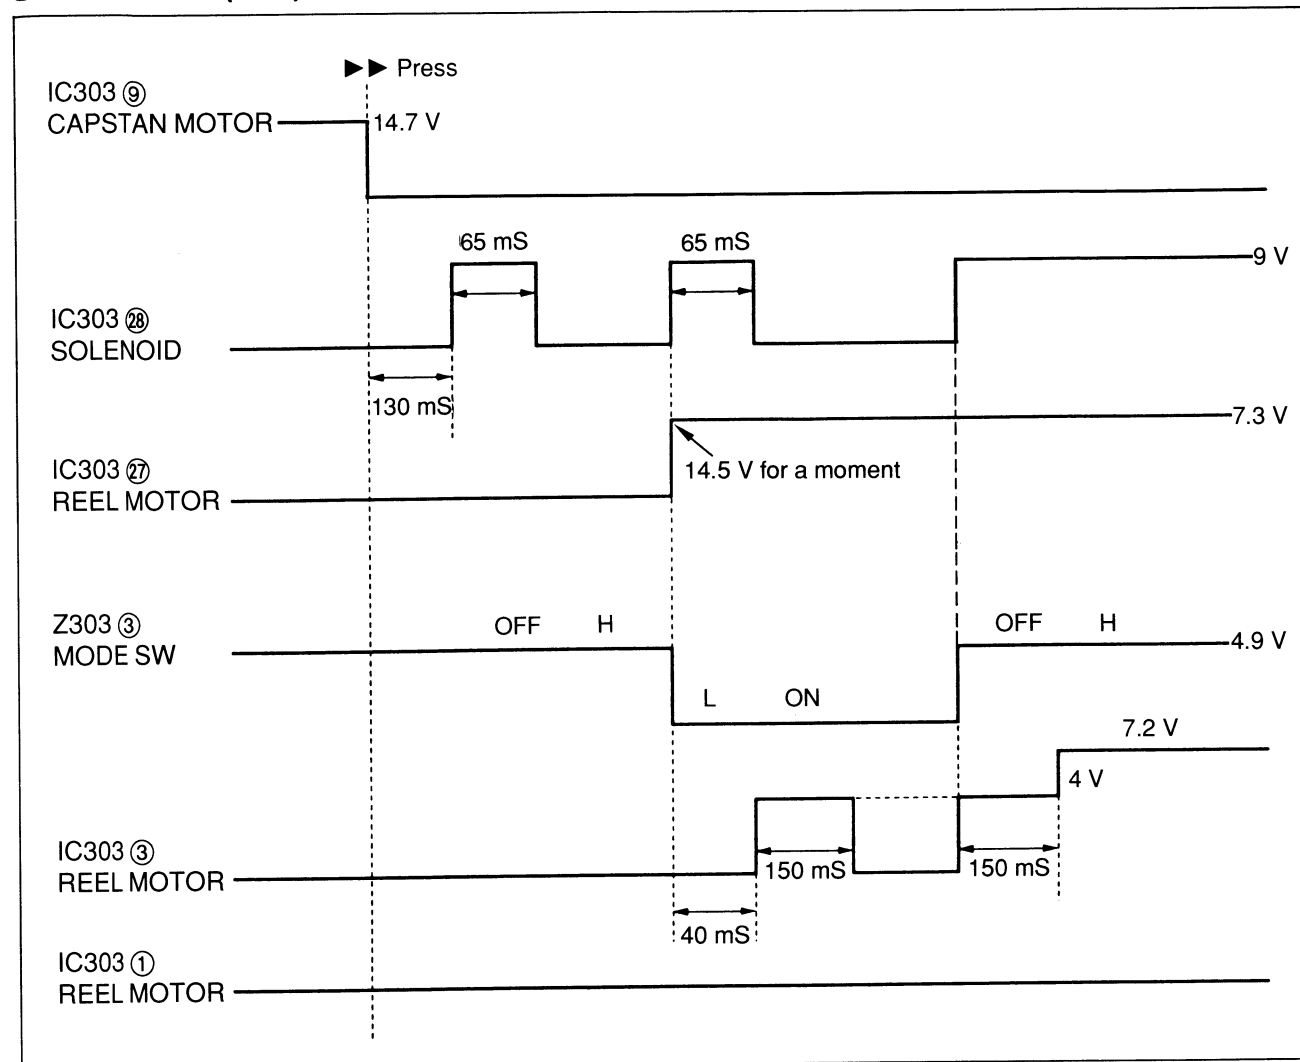 ▶▶ Press
IC303 ⑨
CAPSTAN MOTOR
14.7 V
65 mS 65 mS
9 V
IC303 ㉘
SOLENOID
130 mS
7.3 V
IC303 ㉗
REEL MOTOR
14.5 V for a moment
Z303 ③
MODE SW
OFF H OFF H
4.9 V
L ON
7.2 V
4 V
IC303 ③
REEL MOTOR
150 mS 150 mS
40 mS
IC303 ①
REEL MOTOR